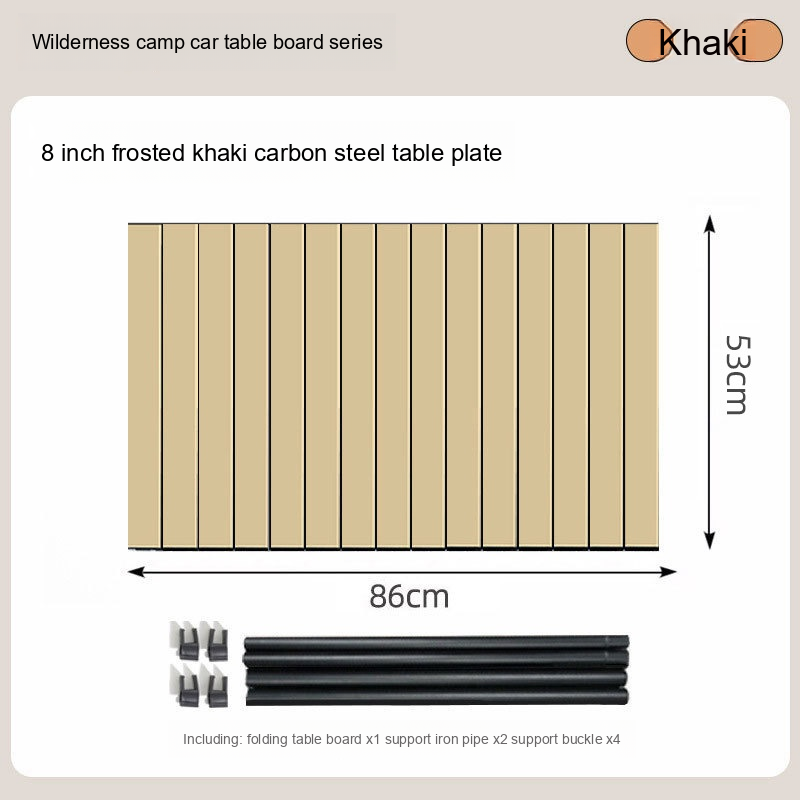 Wilderness camp car table board series
Khaki
8 inch frosted khaki carbon steel table plate
53cm
86cm
Including: folding table board x1 support iron pipe x2 support buckle x4